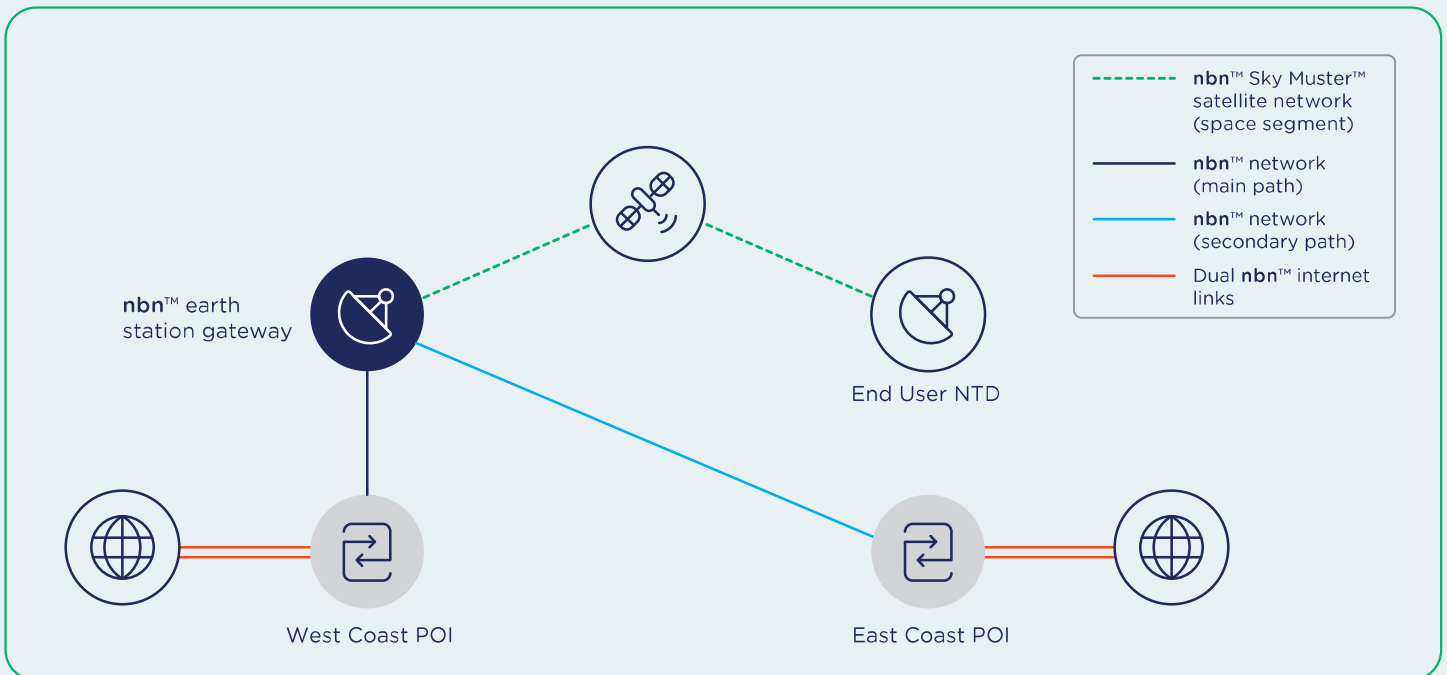 nbn™ Sky Muster™
satellite network
(space segment)
nbn™ network
(main path)
nbn™ network
(secondary path)
Dual nbn™ internet
links
nbn™ earth
station gateway
End User NTD
West Coast POI
East Coast POI